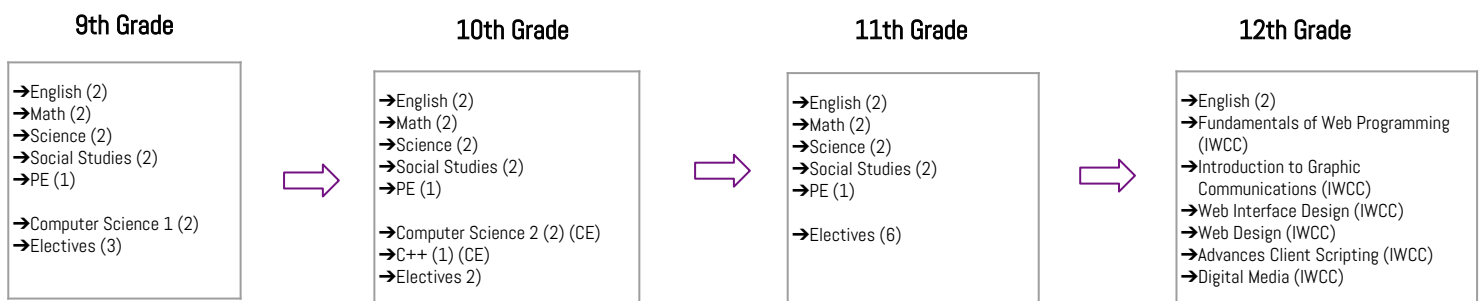 9th Grade
➔English (2)
➔Math (2)
➔Science (2)
➔Social Studies (2)
➔PE (1)
➔Computer Science 1 (2)
➔Electives (3)
10th Grade
➔English (2)
➔Math (2)
➔Science (2)
➔Social Studies (2)
➔PE (1)
➔Computer Science 2 (2) (CE)
➔C++ (1) (CE)
➔Electives 2)
11th Grade
➔English (2)
➔Math (2)
➔Science (2)
➔Social Studies (2)
➔PE (1)
➔Electives (6)
12th Grade
➔English (2)
➔Fundamentals of Web Programming
(IWCC)
➔Introduction to Graphic
Communications (IWCC)
➔Web Interface Design (IWCC)
➔Web Design (IWCC)
➔Advances Client Scripting (IWCC)
➔Digital Media (IWCC)